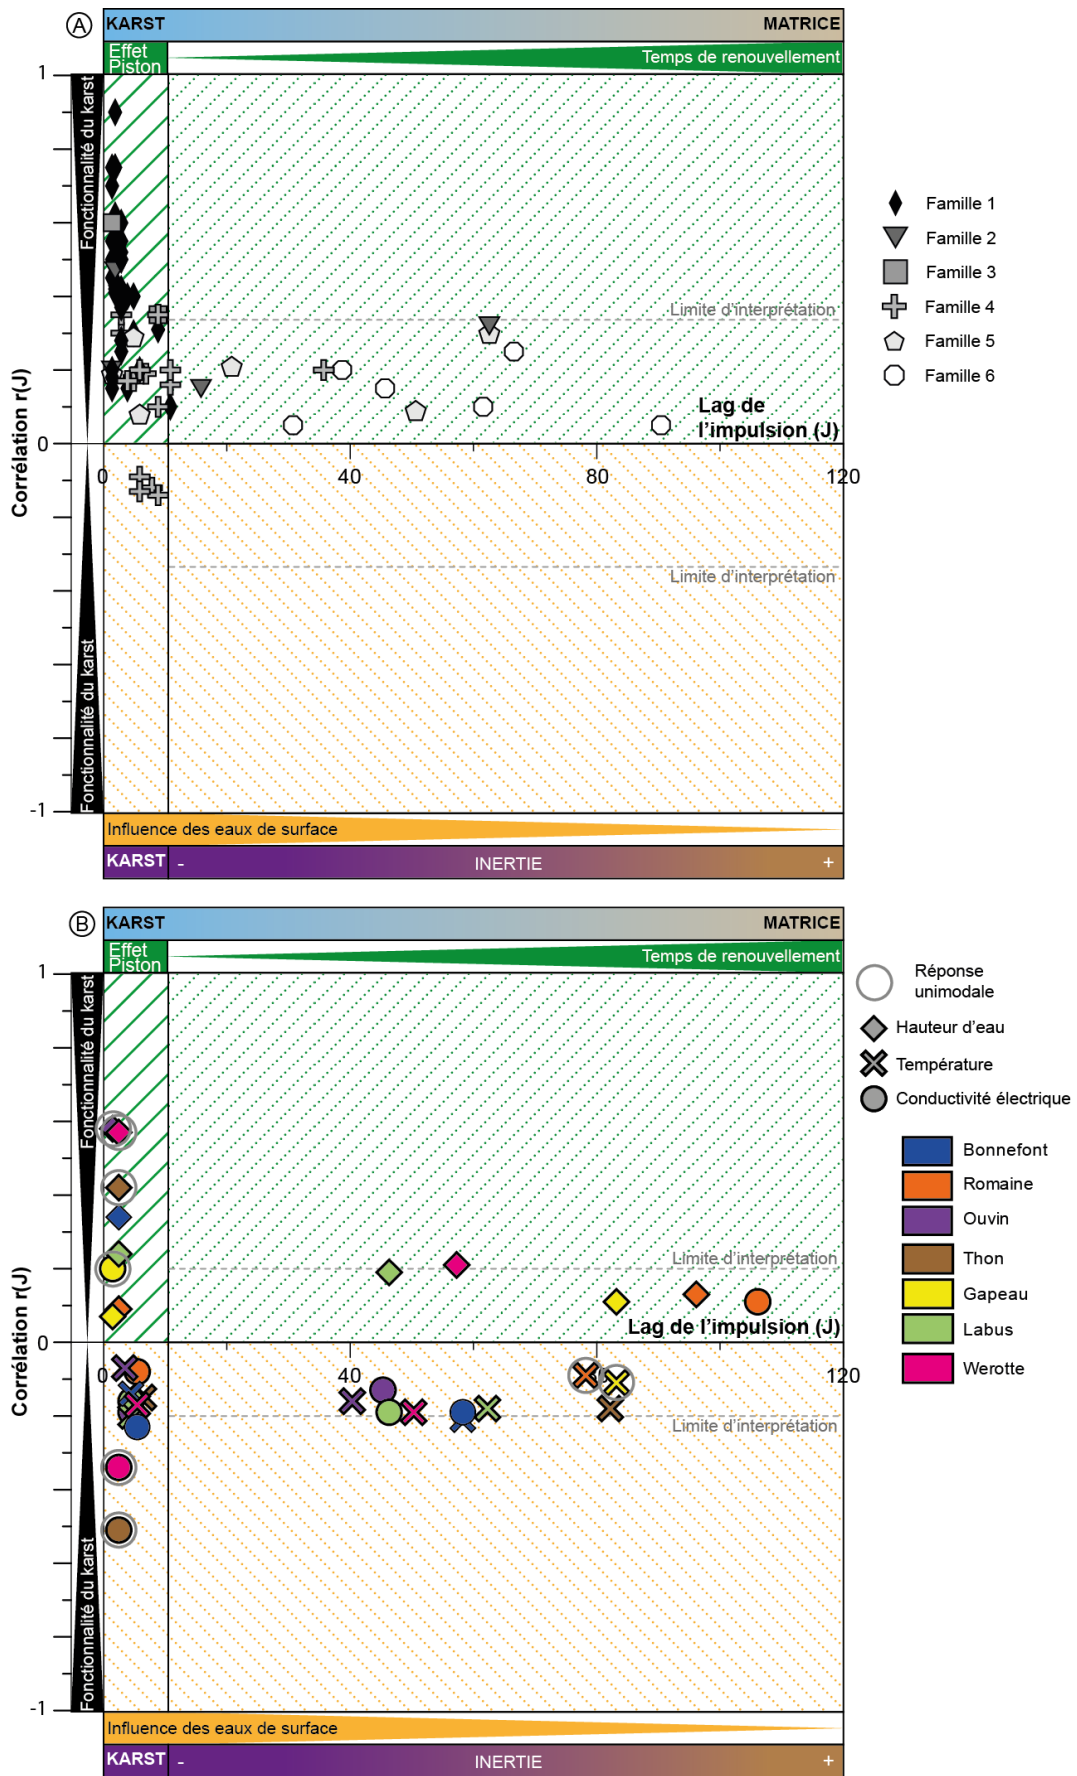 A
KARST MATRICE
Effet
Piston
Temps de renouvellement
1
Fonctionnalité du karst
Famille 1
Famille 2
Famille 3
Famille 4
Famille 5
Famille 6
Limite d'interprétation
Corrélation r(J)
Lag de
l'impulsion (J)
0
0 40 80 120
Limite d'interprétation
Fonctionnalité du karst
-1
Influence des eaux de surface
KARST - INERTIE +
B
KARST MATRICE
Effet
Piston
Temps de renouvellement
1
Fonctionnalité du karst
Réponse
unimodale
Hauteur d'eau
Température
Conductivité électrique
Bonnefont
Romaine
Ouvin
Thon
Gapeau
Labus
Werotte
Limite d'interprétation
Corrélation r(J)
Lag de l'impulsion (J)
0
0 40 120
Limite d'interprétation
Fonctionnalité du karst
-1
Influence des eaux de surface
KARST - INERTIE +